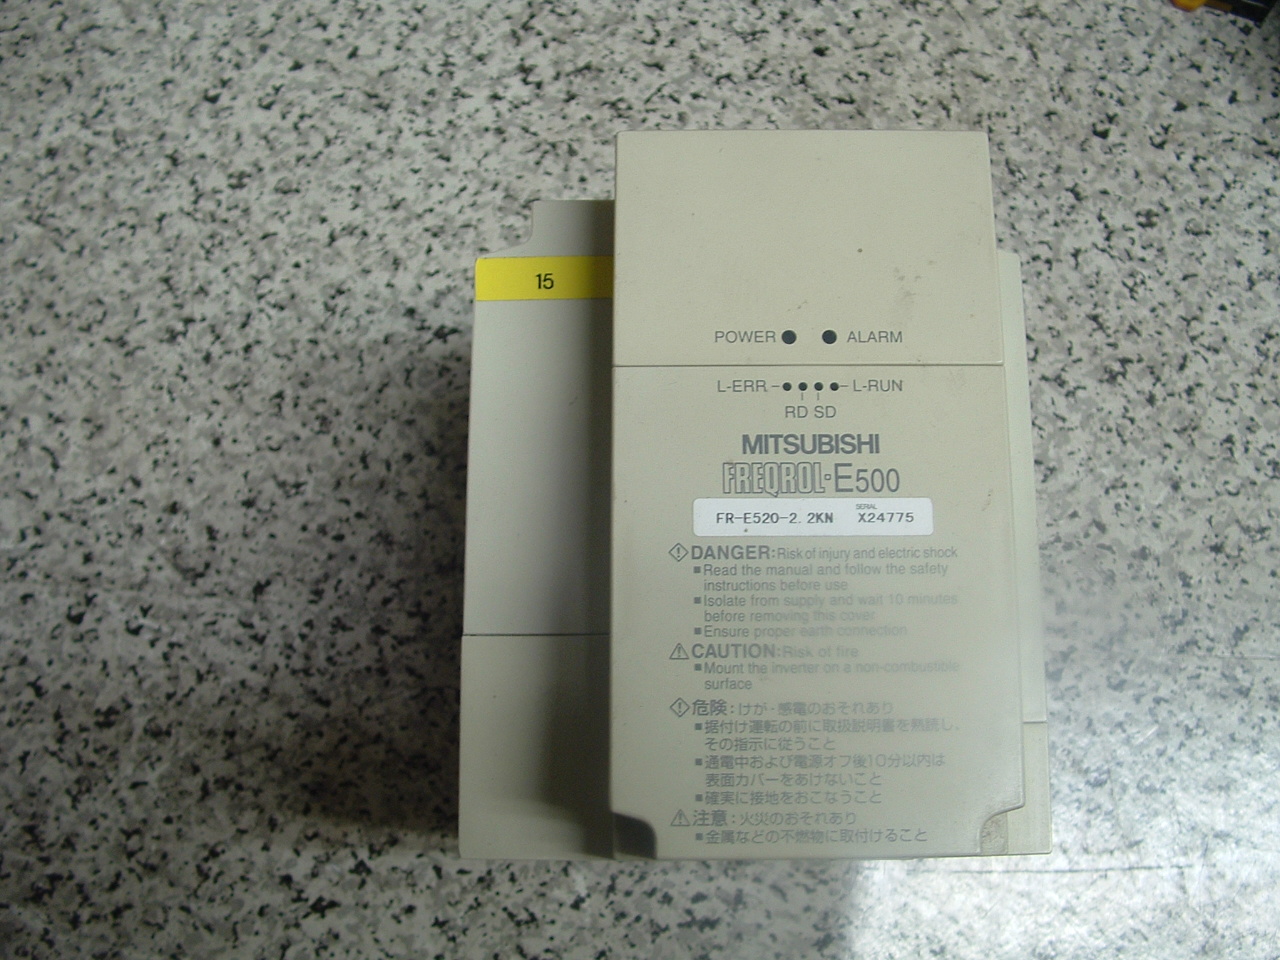 15
POWER ALARM
L-ERR L-RUN
RD SD
MITSUBISHI
FREQROL-E500
SERIAL
FR-E520-2.2KN X24775
DANGER: Risk of injury and electric shock
■Read the manual and follow the safety
instructions before use
■Isolate from supply and wait 10 minutes
before removing this cover
■Ensure proper earth connection
CAUTION: Risk of fire
■Mount the inverter on a non-combustible
surface
危険：けが・感電のおそれあり
■据付け運転の前に取扱説明書を熟読し、
その指示に従うこと
■通電中および電源オフ後10分以内は
表面カバーをあけないこと
■確実に接地をおこなうこと
注意：火災のおそれあり
■金属などの不燃物に取付けること